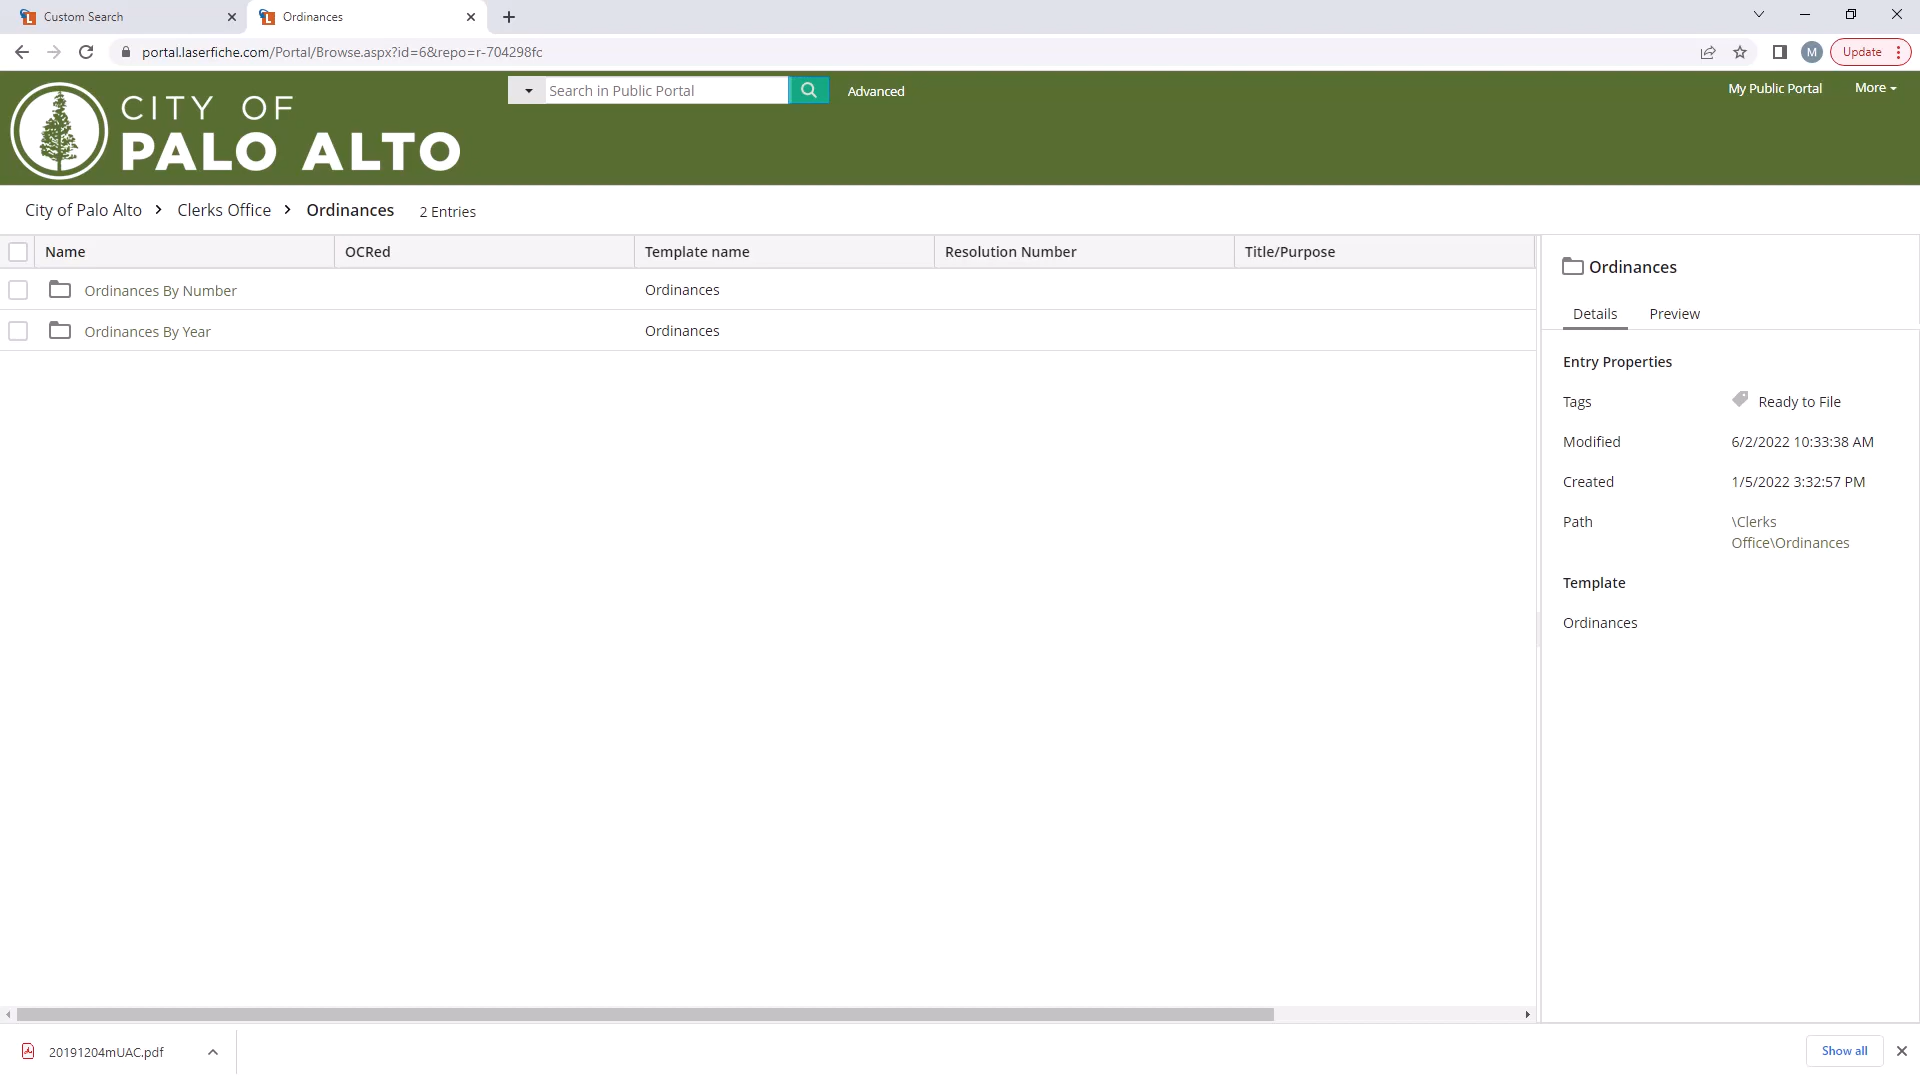 Custom Search
Ordinances
portal.laserfiche.com/Portal/Browse.aspx?id=6&repo=r-704298fc
M
Update
CITY OF
PALO ALTO
Search in Public Portal
Advanced
My Public Portal
More
City of Palo Alto > Clerks Office > Ordinances 2 Entries
Name OCRed Template name Resolution Number Title/Purpose
Ordinances By Number Ordinances
Ordinances By Year Ordinances
Ordinances
Details Preview
Entry Properties
Tags Ready to File
Modified 6/2/2022 10:33:38 AM
Created 1/5/2022 3:32:57 PM
Path \Clerks
Office\Ordinances
Template
Ordinances
20191204mUAC.pdf
Show all